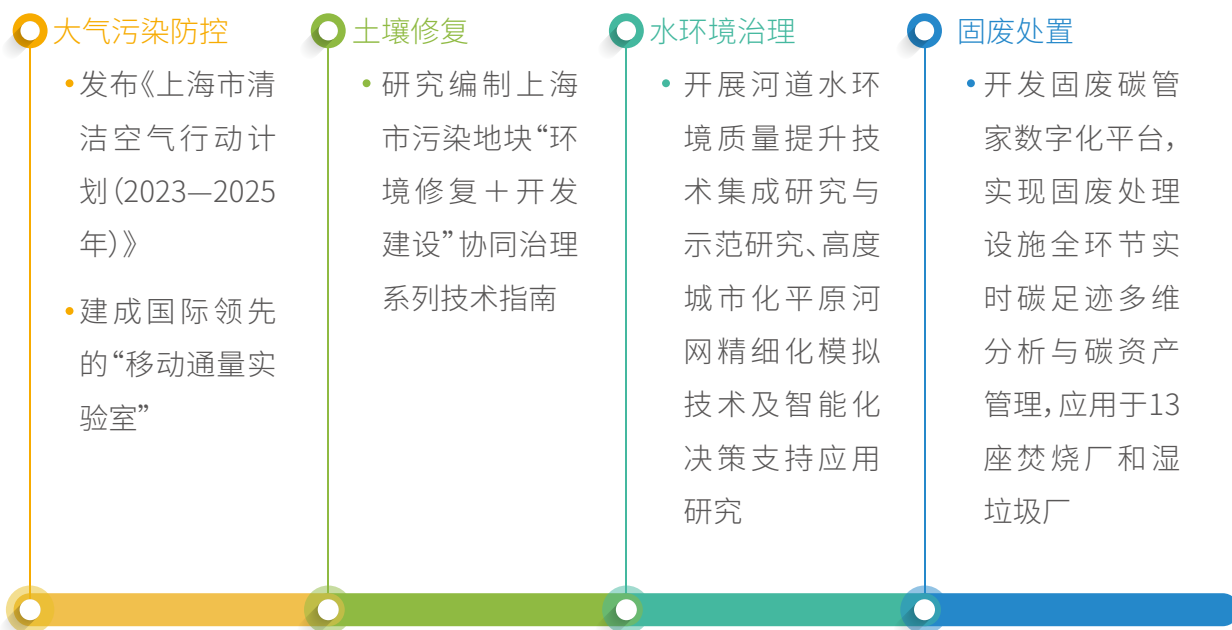 大气污染防控
•发布《上海市清
洁空气行动计
划（2023—2025
年）》
•建成国际领先
的“移动通量实
验室”
土壤修复
•研究编制上海
市污染地块“环
境修复＋开发
建设”协同治理
系列技术指南
水环境治理
•开展河道水环
境质量提升技
术集成研究与
示范研究、高度
城市化平原河
网精细化模拟
技术及智能化
决策支持应用
研究
固废处置
•开发固废碳管
家数字化平台，
实现固废处理
设施全环节实
时碳足迹多维
分析与碳资产
管理，应用于13
座焚烧厂和湿
垃圾厂